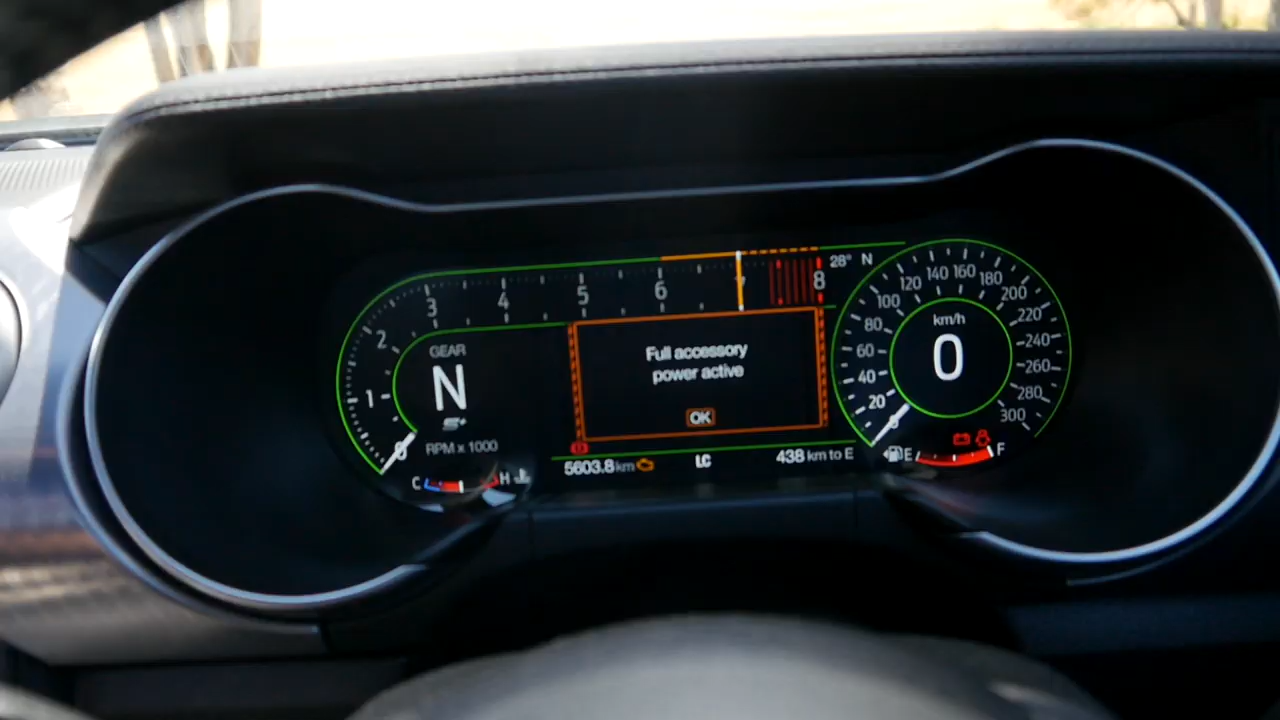 28° N
3 4 5 6 8
2
1
0
GEAR
N
S+
RPM x 1000
C H
Full accessory
power active
OK
5603.8 km
LC
438 km to E
0 20 40 60 80 100 120 140 160 180 200 220 240 260 280 300
km/h
0
E F